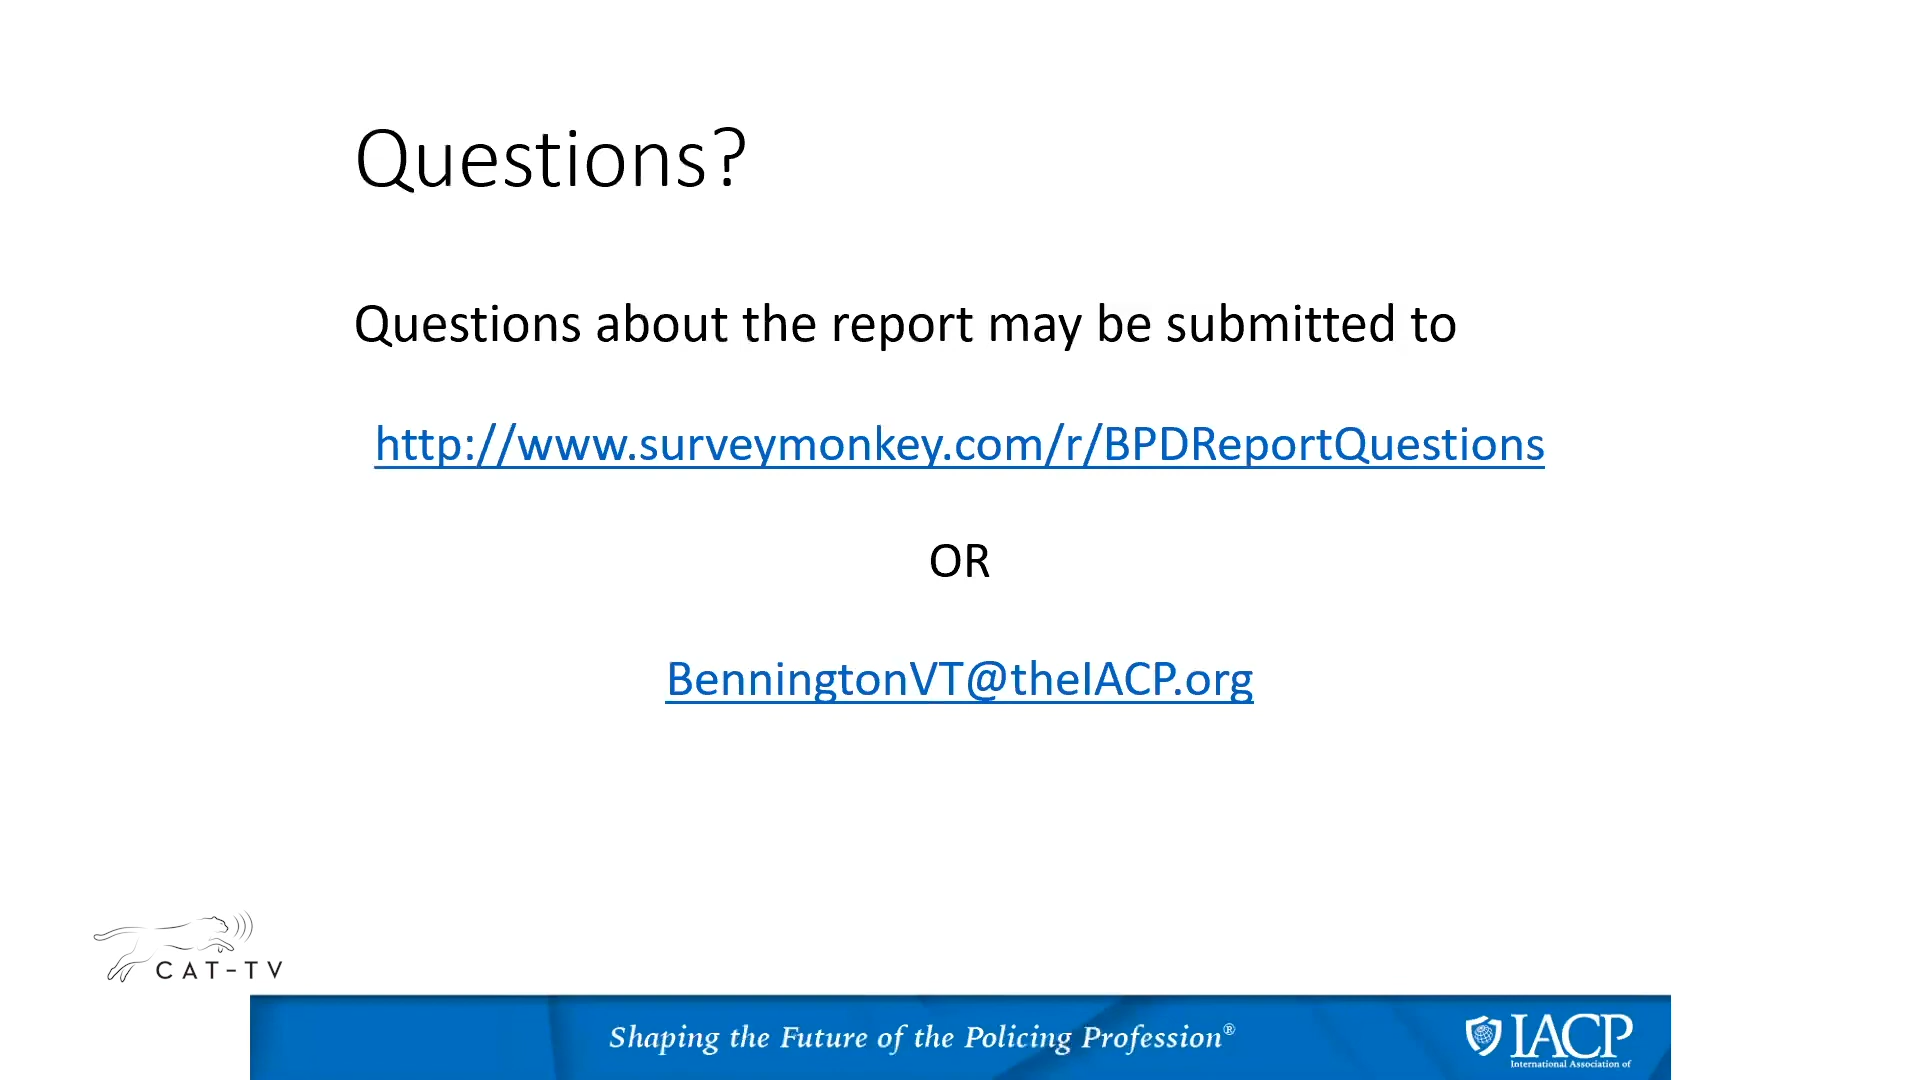 Questions?
Questions about the report may be submitted to
http://www.surveymonkey.com/r/BPDReportQuestions
OR
BenningtonVT@theIACP.org
CAT-TV
Shaping the Future of the Policing Profession®
IACP
International Association of